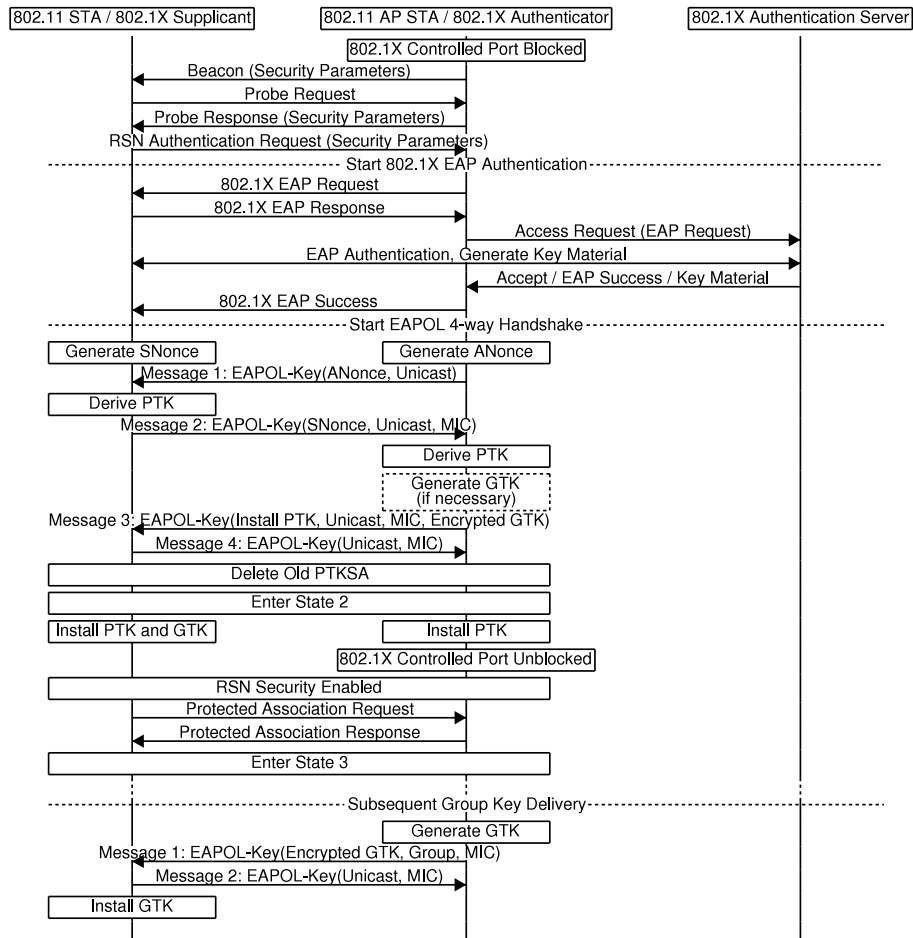 802.11 STA / 802.1X Supplicant
802.11 AP STA / 802.1X Authenticator
802.1X Authentication Server
802.1X Controlled Port Blocked
Beacon (Security Parameters)
Probe Request
Probe Response (Security Parameters)
RSN Authentication Request (Security Parameters)
Start 802.1X EAP Authentication
802.1X EAP Request
802.1X EAP Response
Access Request (EAP Request)
EAP Authentication, Generate Key Material
Accept / EAP Success / Key Material
802.1X EAP Success
Start EAPOL 4-way Handshake
Generate SNonce
Generate ANonce
Message 1: EAPOL-Key(ANonce, Unicast)
Derive PTK
Message 2: EAPOL-Key(SNonce, Unicast, MIC)
Derive PTK
Generate GTK
(if necessary)
Message 3: EAPOL-Key(Install PTK, Unicast, MIC, Encrypted GTK)
Message 4: EAPOL-Key(Unicast, MIC)
Delete Old PTKSA
Enter State 2
Install PTK and GTK
Install PTK
802.1X Controlled Port Unblocked
RSN Security Enabled
Protected Association Request
Protected Association Response
Enter State 3
Subsequent Group Key Delivery
Generate GTK
Message 1: EAPOL-Key(Encrypted GTK, Group, MIC)
Message 2: EAPOL-Key(Unicast, MIC)
Install GTK